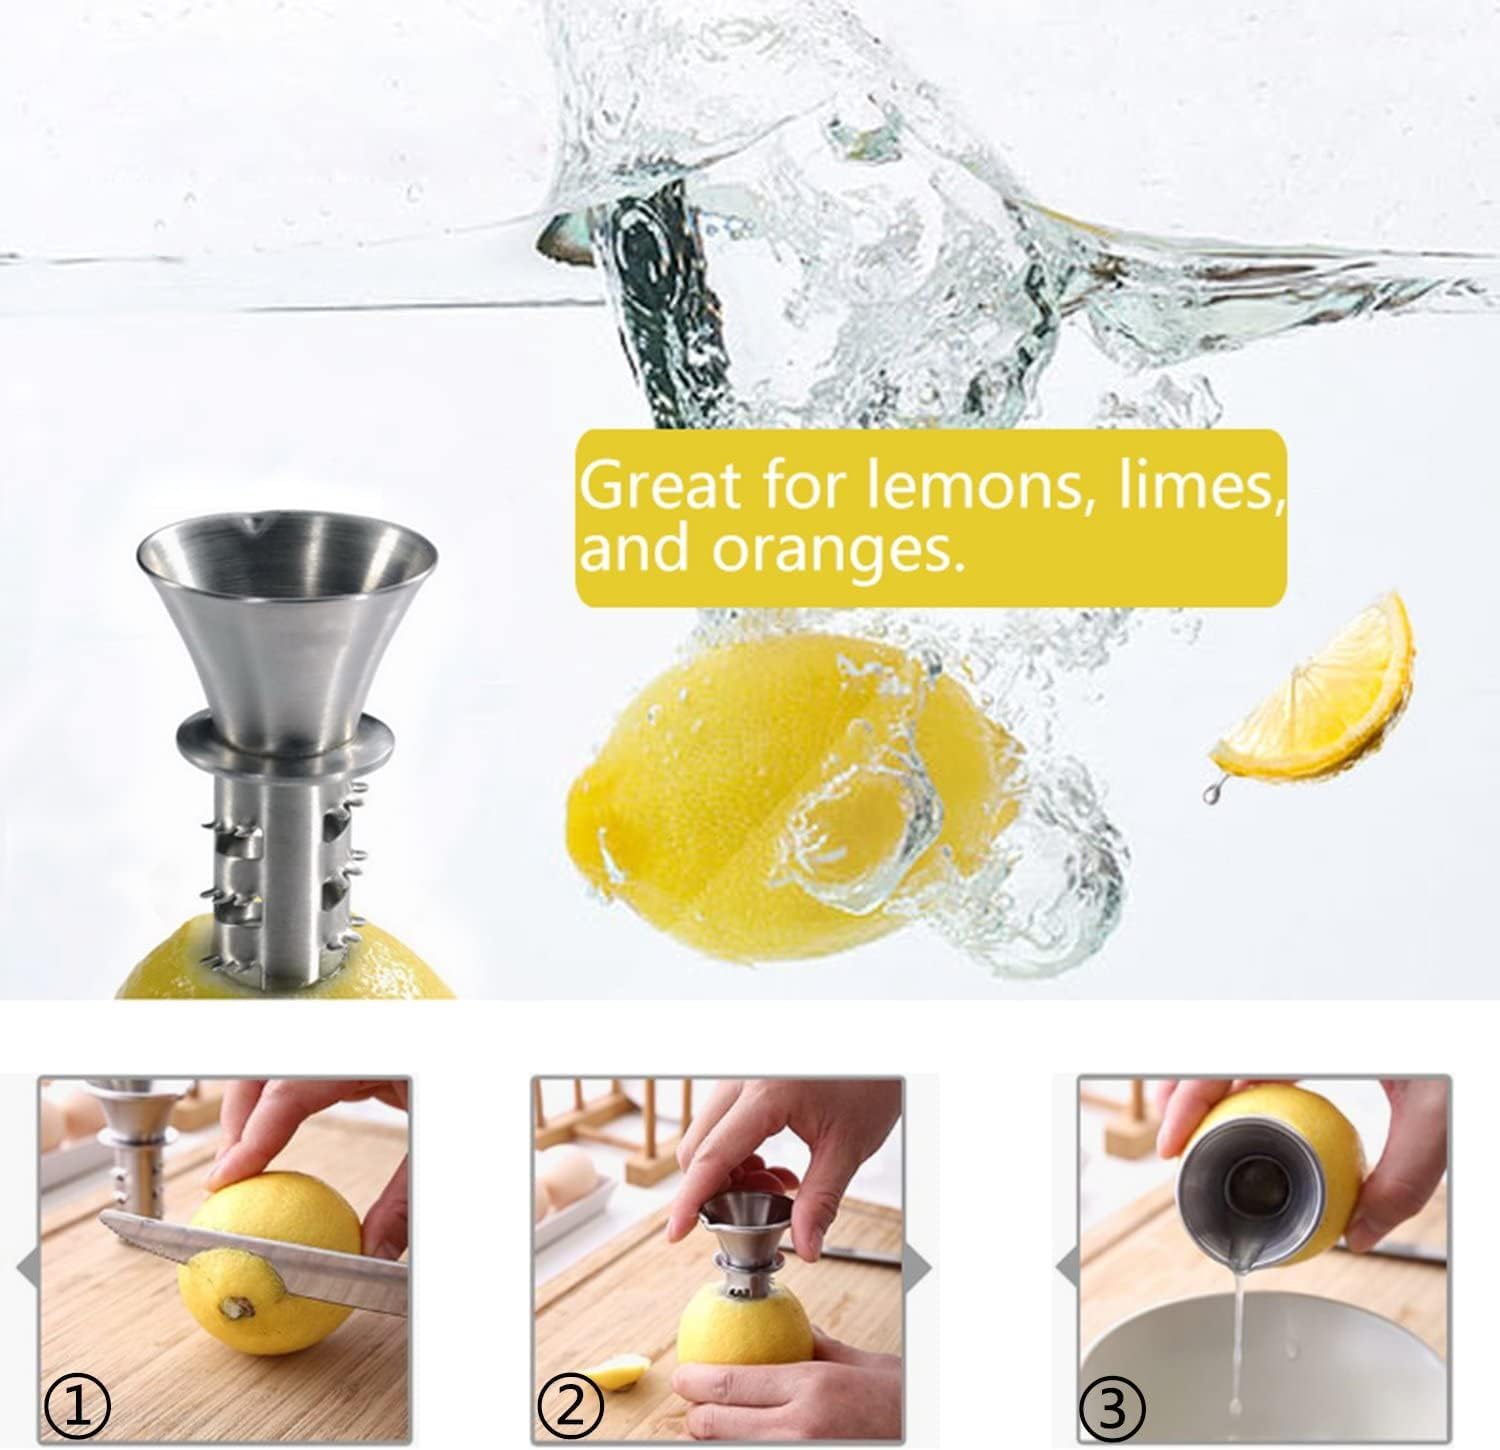 Great for lemons, limes,
and oranges.
① ② ③